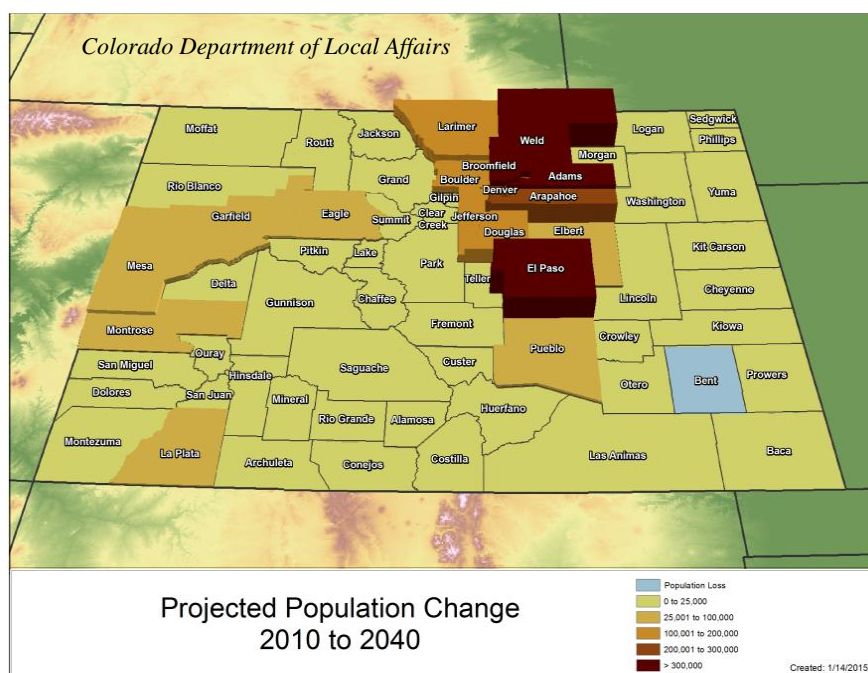 Colorado Department of Local Affairs
Moffat
Routt
Jackson
Larimer
Weld
Logan
Sedgwick
Phillips
Morgan
Rio Blanco
Grand
Broomfield
Boulder
Adams
Washington
Yuma
Garfield
Eagle
Summit
Gilpin
Clear
Creek
Denver
Jefferson
Arapahoe
Douglas
Elbert
Kit Carson
Mesa
Pitkin
Lake
Park
Teller
El Paso
Lincoln
Cheyenne
Delta
Gunnison
Chaffee
Fremont
Kiowa
Montrose
Ouray
Crowley
Pueblo
San Miguel
Hinsdale
Saguache
Custer
Otero
Bent
Prowers
Dolores
San Juan
Mineral
Rio Grande
Alamosa
Huerfano
Montezuma
La Plata
Archuleta
Conejos
Costilla
Las Animas
Baca
Projected Population Change
2010 to 2040
Population Loss
0 to 25,000
25,001 to 100,000
100,001 to 200,000
200,001 to 300,000
> 300,000
Created: 1/14/2015